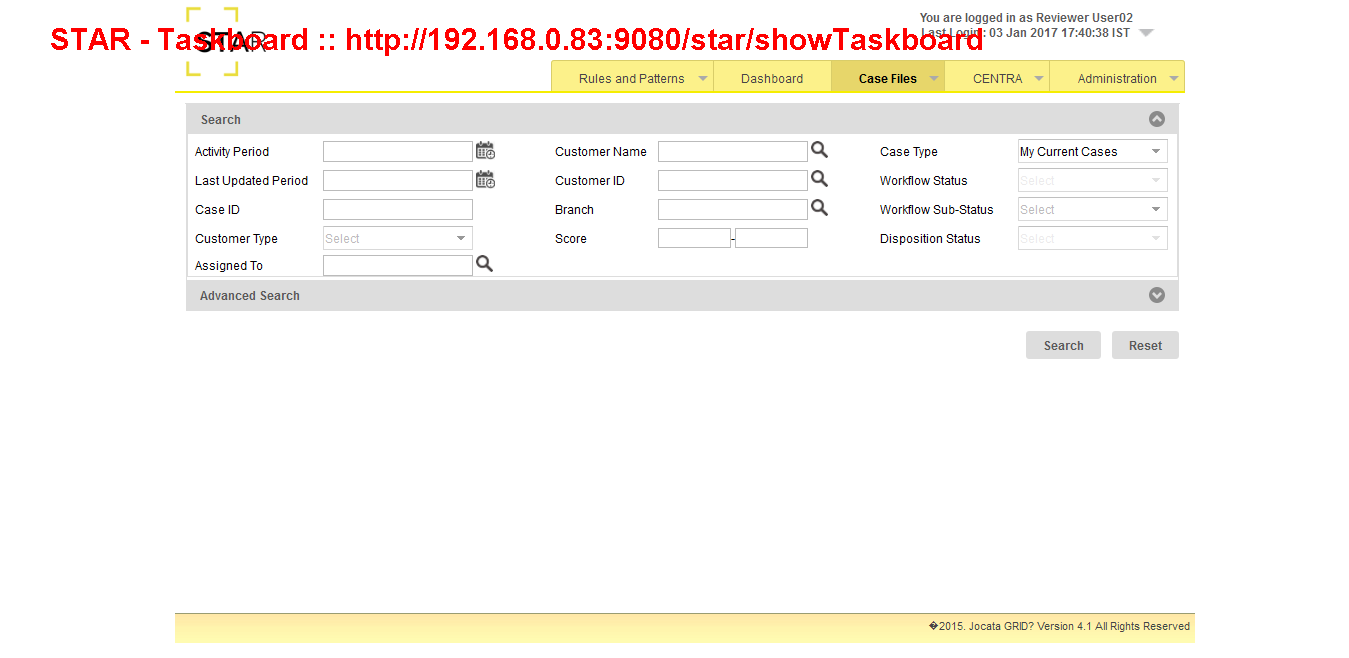 You are logged in as Reviewer User02
STAR
STAR - Taskboard :: http://192.168.0.83:9080/star/showTaskboard
Last Login : 03 Jan 2017 17:40:38 IST
Rules and Patterns Dashboard Case Files CENTRA Administration
Search
Activity Period Customer Name Case Type My Current Cases
Last Updated Period Customer ID Workflow Status Select
Case ID Branch Workflow Sub-Status Select
Customer Type Select Score - Disposition Status Select
Assigned To
Advanced Search
Search Reset
�2015. Jocata GRID? Version 4.1 All Rights Reserved